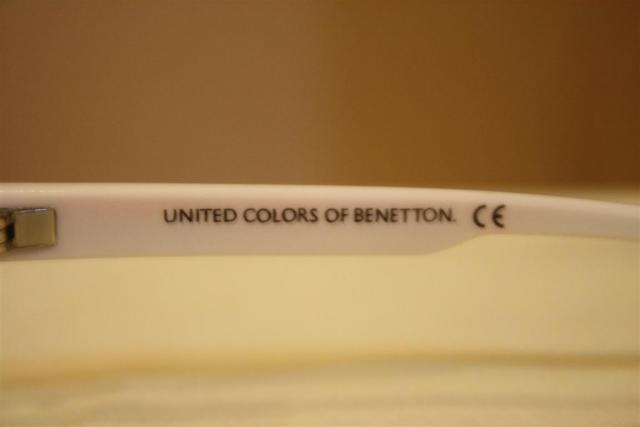 UNITED COLORS OF BENETTON. CE